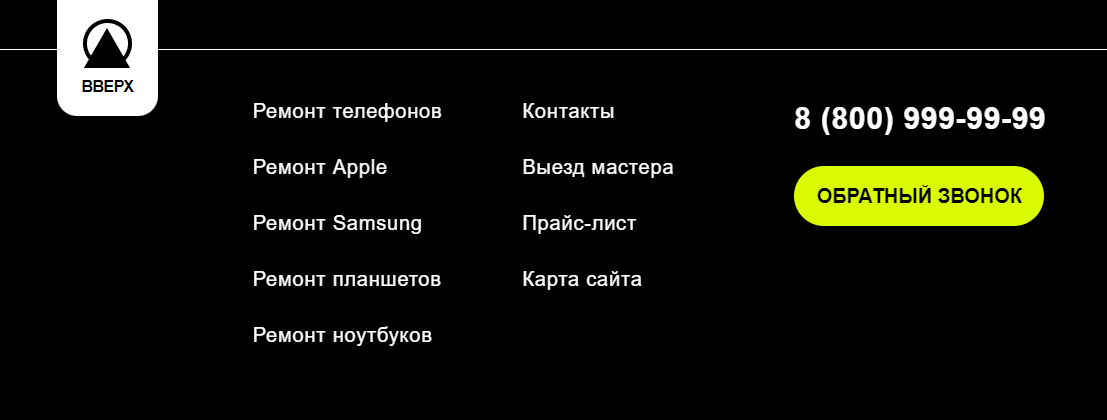 ВВЕРХ
Ремонт телефонов
Ремонт Apple
Ремонт Samsung
Ремонт планшетов
Ремонт ноутбуков
Контакты
Выезд мастера
Прайс-лист
Карта сайта
8 (800) 999-99-99
ОБРАТНЫЙ ЗВОНОК